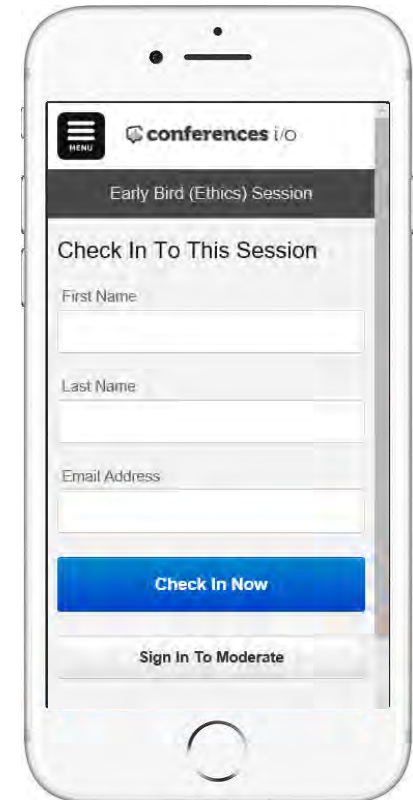 MENU
conferences i/o
Early Bird (Ethics) Session
Check In To This Session
First Name
Last Name
Email Address
Check In Now
Sign In To Moderate